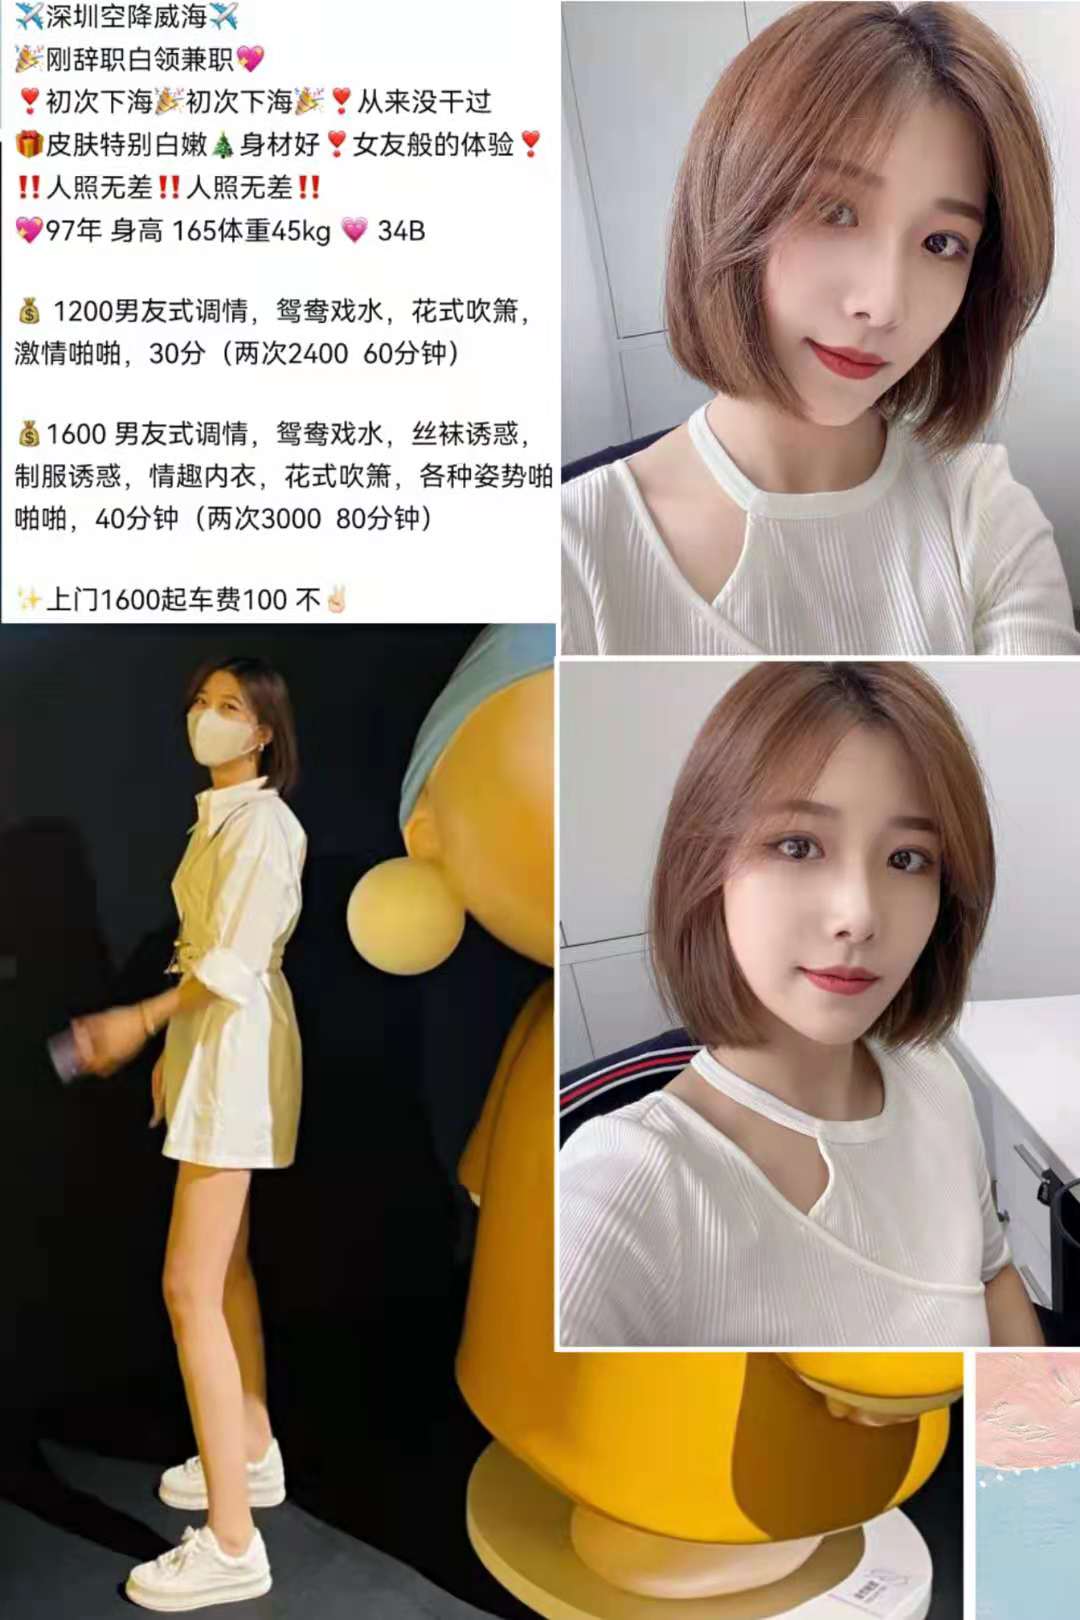 ✈️深圳空降威海✈️
🎉刚辞职白领兼职💖
❣️初次下海🎉初次下海🎉❣️从来没干过
🎁皮肤特别白嫩🎄身材好❣️女友般的体验❣️
‼️人照无差‼️人照无差‼️
💖97年 身高 165体重45kg 💗 34B
💰 1200男友式调情，鸳鸯戏水，花式吹箫，
激情啪啪，30分（两次2400 60分钟）
💰1600 男友式调情，鸳鸯戏水，丝袜诱惑，
制服诱惑，情趣内衣，花式吹箫，各种姿势啪
啪啪，40分钟（两次3000 80分钟）
✨上门1600起车费100 不✌🏻